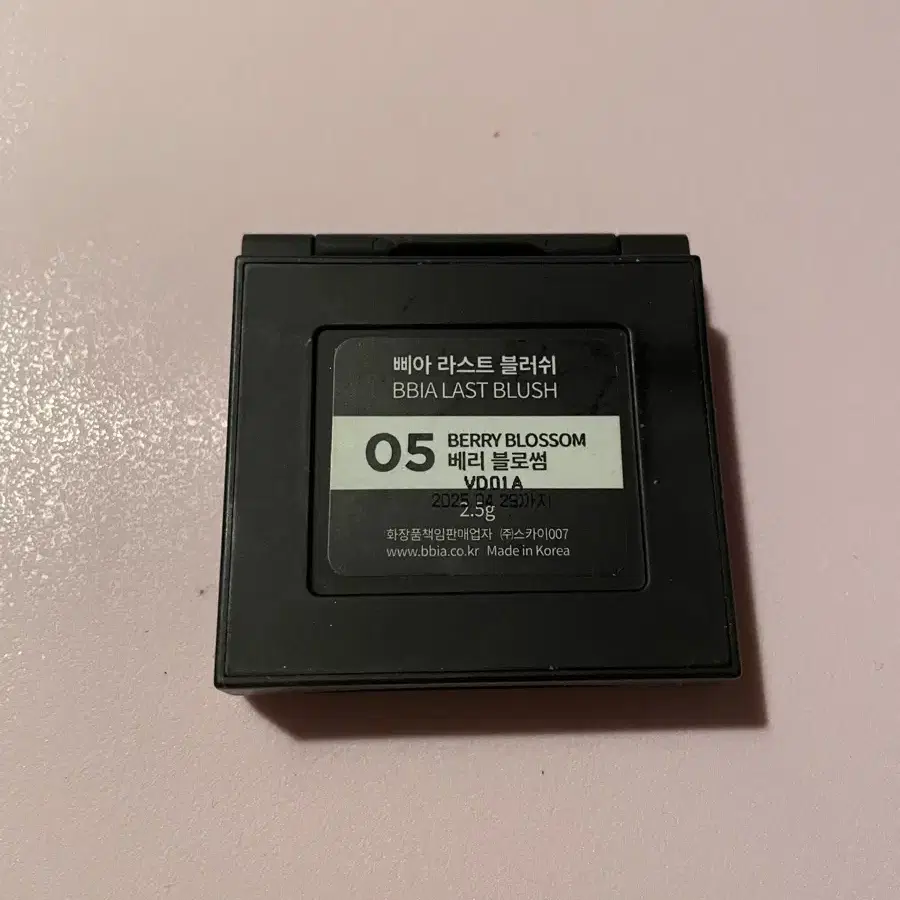 삐아 라스트 블러쉬
BBIA LAST BLUSH
05 BERRY BLOSSOM
베리 블로썸
VD01A
2025 04 29까지
2.5g
화장품책임판매업자 ㈜스카이007
www.bbia.co.kr Made in Korea